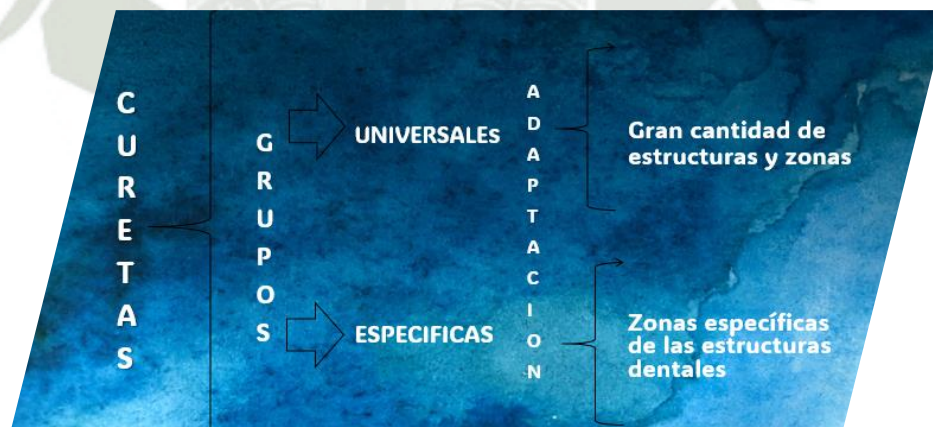 CURETAS
GRUPOS
UNIVERSALEs
ESPECIFICAS
ADAPTACION
Gran cantidad de
estructuras y zonas
Zonas específicas
de las estructuras
dentales